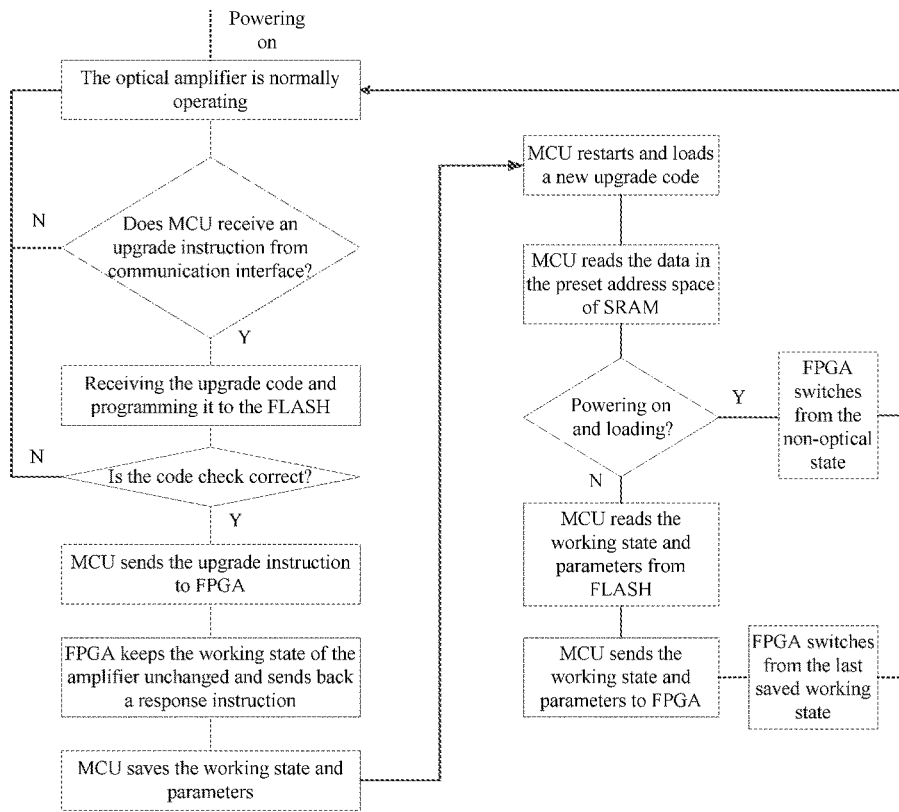 Powering
on
The optical amplifier is normally
operating
N
Does MCU receive an
upgrade instruction from
communication interface?
Y
Receiving the upgrade code and
programming it to the FLASH
N
Is the code check correct?
Y
MCU sends the upgrade instruction
to FPGA
FPGA keeps the working state of the
amplifier unchanged and sends back
a response instruction
MCU saves the working state and
parameters
MCU restarts and loads
a new upgrade code
MCU reads the data in
the preset address space
of SRAM
Powering on
and loading?
Y
FPGA
switches
from the
non-optical
state
N
MCU reads the
working state and
parameters from
FLASH
MCU sends the
working state and
parameters to FPGA
FPGA switches
from the last
saved working
state